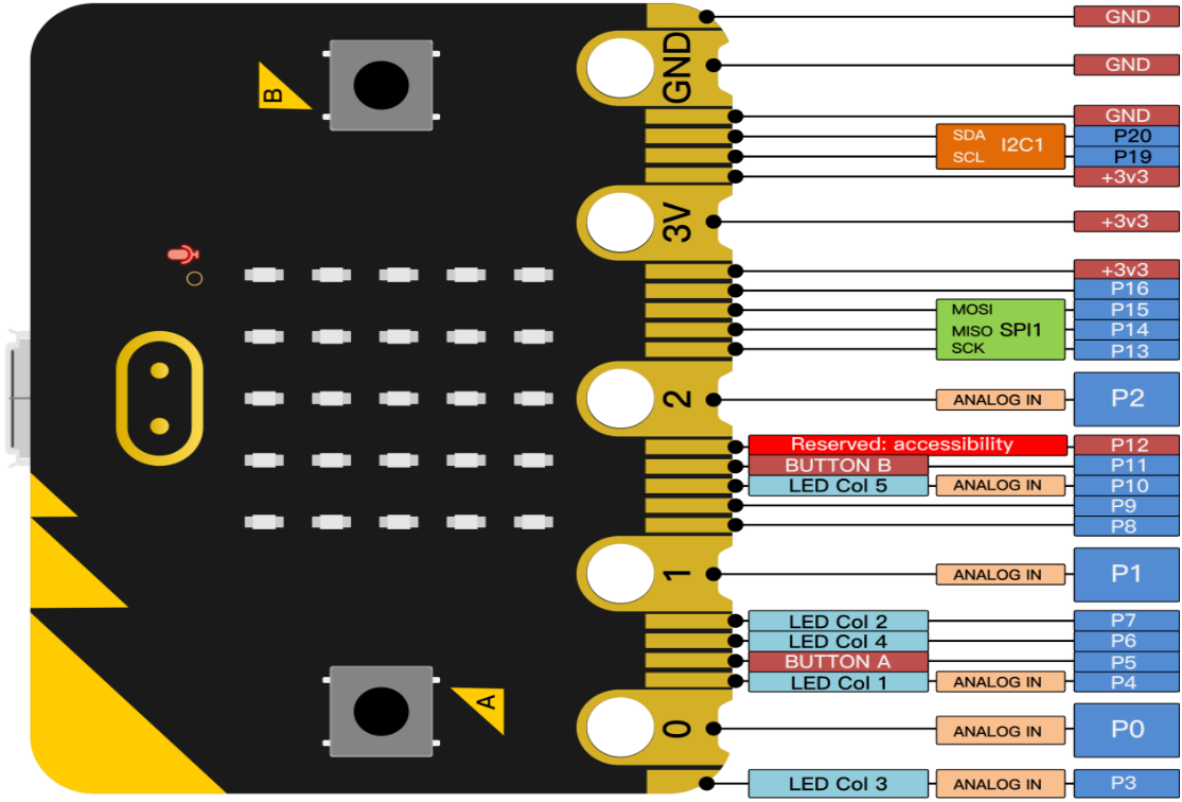 GND
GND
GND
GND
SDA I2C1 P20
SCL P19
+3v3
3V +3v3
+3v3
P16
MOSI P15
MISO SPI1 P14
SCK P13
2 ANALOG IN P2
Reserved: accessibility P12
BUTTON B P11
LED Col 5 ANALOG IN P10
P9
P8
1 ANALOG IN P1
LED Col 2 P7
LED Col 4 P6
BUTTON A P5
LED Col 1 ANALOG IN P4
0 ANALOG IN P0
LED Col 3 ANALOG IN P3
B
A